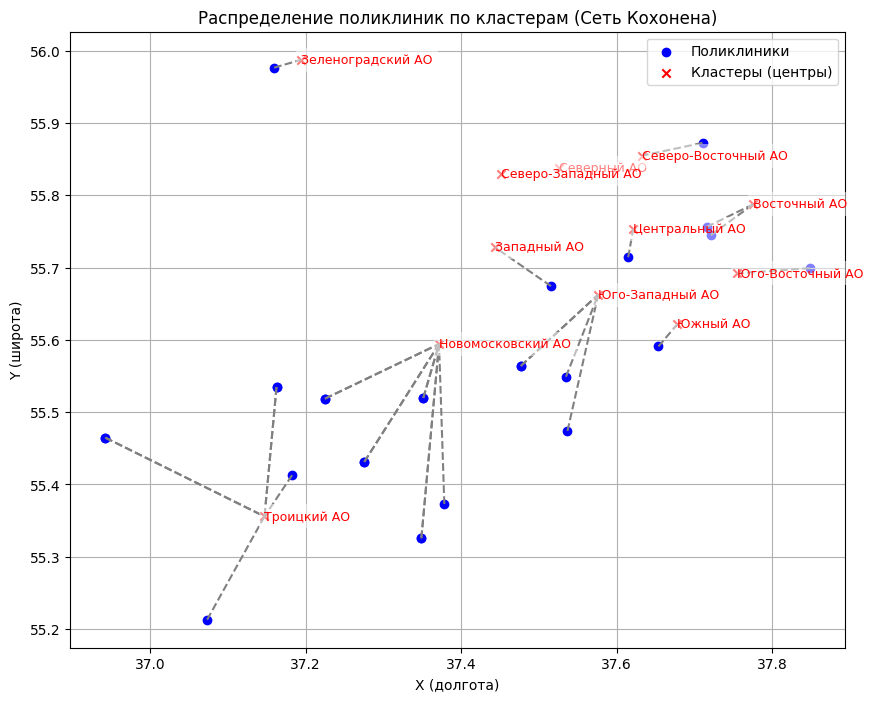 Распределение поликлиник по кластерам (Сеть Кохонена)
Поликлиники
Кластеры (центры)
Зеленоградский АО
Северный АО
Северо-Восточный АО
Северо-Западный АО
Восточный АО
Центральный АО
Западный АО
Юго-Восточный АО
Юго-Западный АО
Южный АО
Новомосковский АО
Троицкий АО
Y (широта)
56.0
55.9
55.8
55.7
55.6
55.5
55.4
55.3
55.2
37.0 37.2 37.4 37.6 37.8
X (долгота)